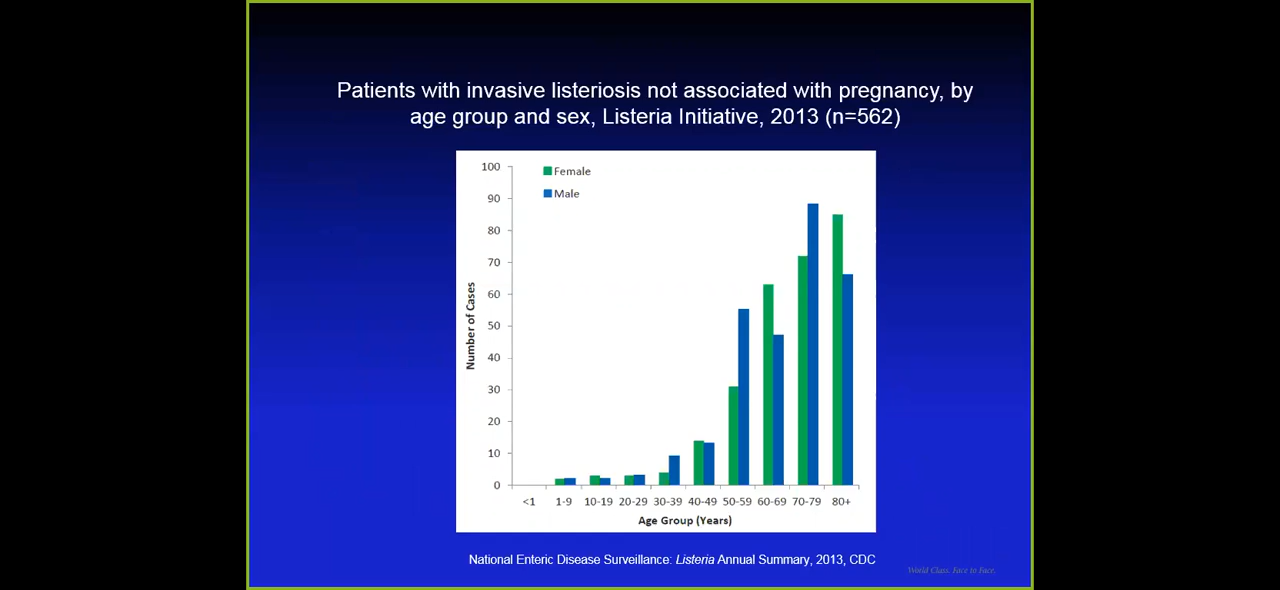 Patients with invasive listeriosis not associated with pregnancy, by
age group and sex, Listeria Initiative, 2013 (n=562)
Female
Male
100
90
80
70
60
50
40
30
20
10
0
Number of Cases
<1 1-9 10-19 20-29 30-39 40-49 50-59 60-69 70-79 80+
Age Group (Years)
National Enteric Disease Surveillance: Listeria Annual Summary, 2013, CDC
World Class. Face to Face.